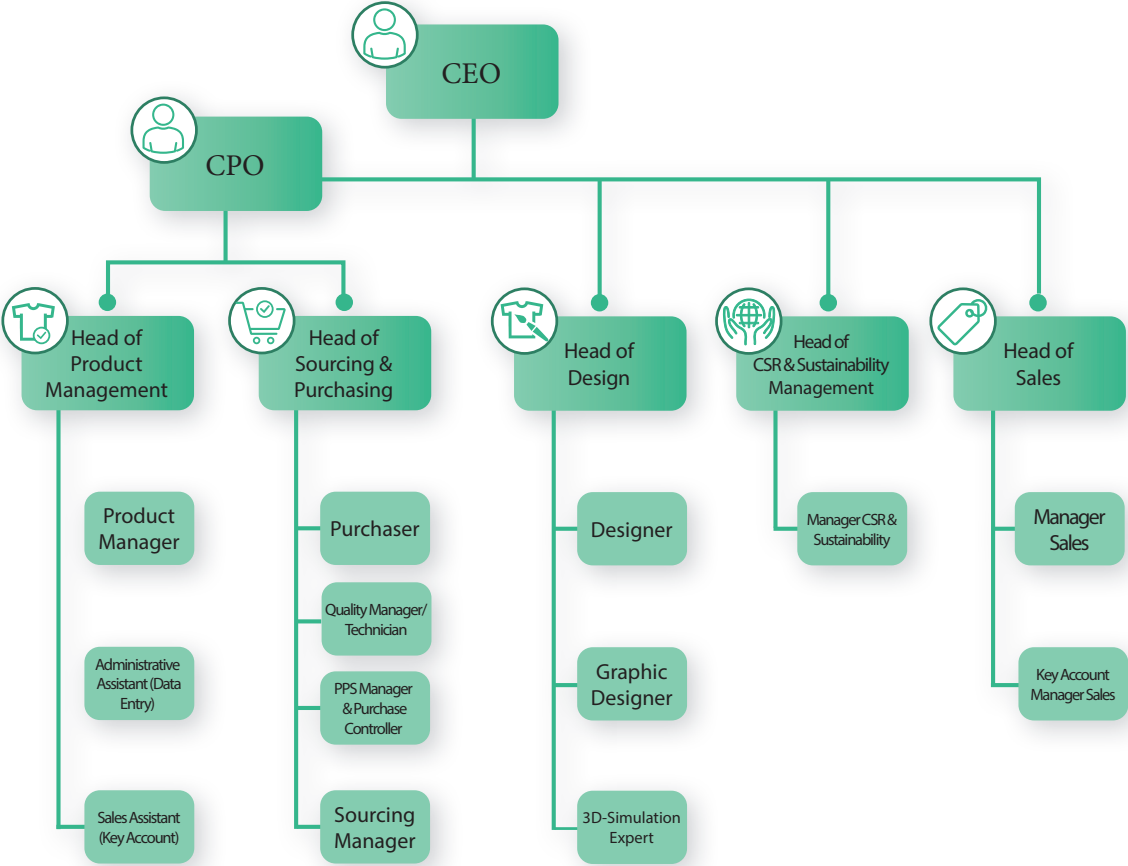 CEO
CPO
Head of
Product
Management
Head of
Sourcing &
Purchasing
Head of
Design
Head of
CSR & Sustainability
Management
Head of
Sales
Product
Manager
Administrative
Assistant (Data
Entry)
Sales Assistant
(Key Account)
Purchaser
Quality Manager/
Technician
PPS Manager
& Purchase
Controller
Sourcing
Manager
Designer
Graphic
Designer
3D-Simulation
Expert
Manager CSR &
Sustainability
Manager
Sales
Key Account
Manager Sales